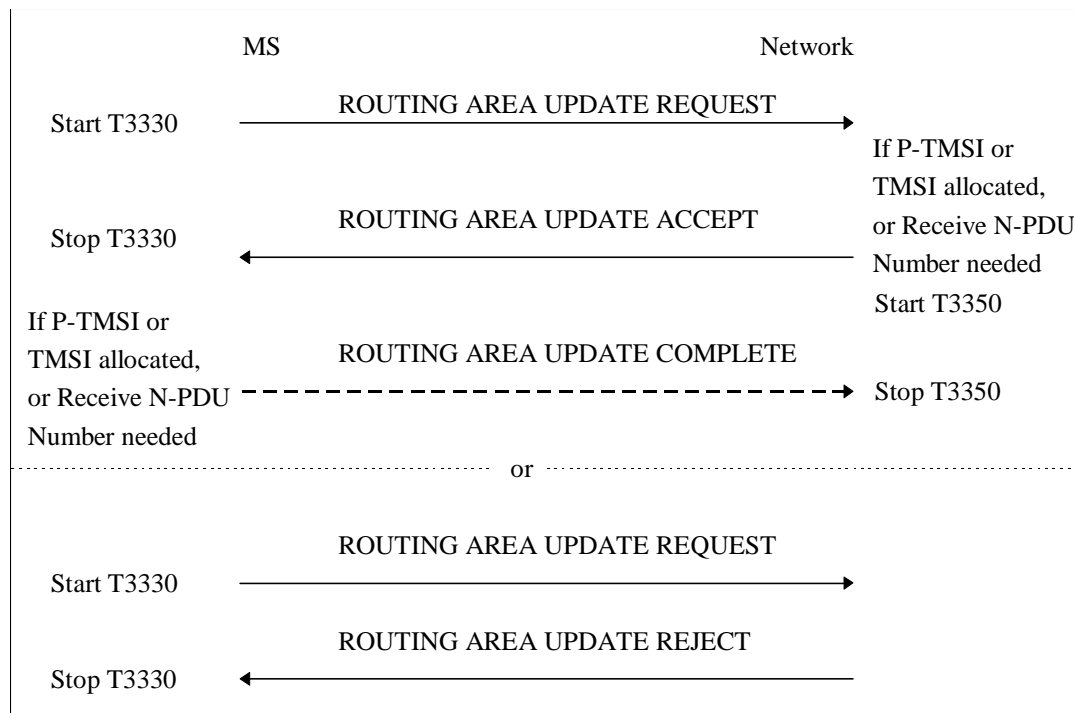 MS
Network
ROUTING AREA UPDATE REQUEST
Start T3330
If P-TMSI or
TMSI allocated,
or Receive N-PDU
Number needed
Start T3350
ROUTING AREA UPDATE ACCEPT
Stop T3330
If P-TMSI or
TMSI allocated,
or Receive N-PDU
Number needed
ROUTING AREA UPDATE COMPLETE
Stop T3350
or
ROUTING AREA UPDATE REQUEST
Start T3330
ROUTING AREA UPDATE REJECT
Stop T3330